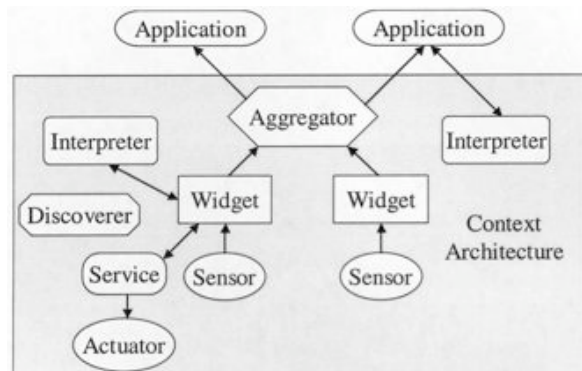 Application
Application
Aggregator
Interpreter
Interpreter
Widget
Widget
Discoverer
Context
Architecture
Service
Sensor
Sensor
Actuator